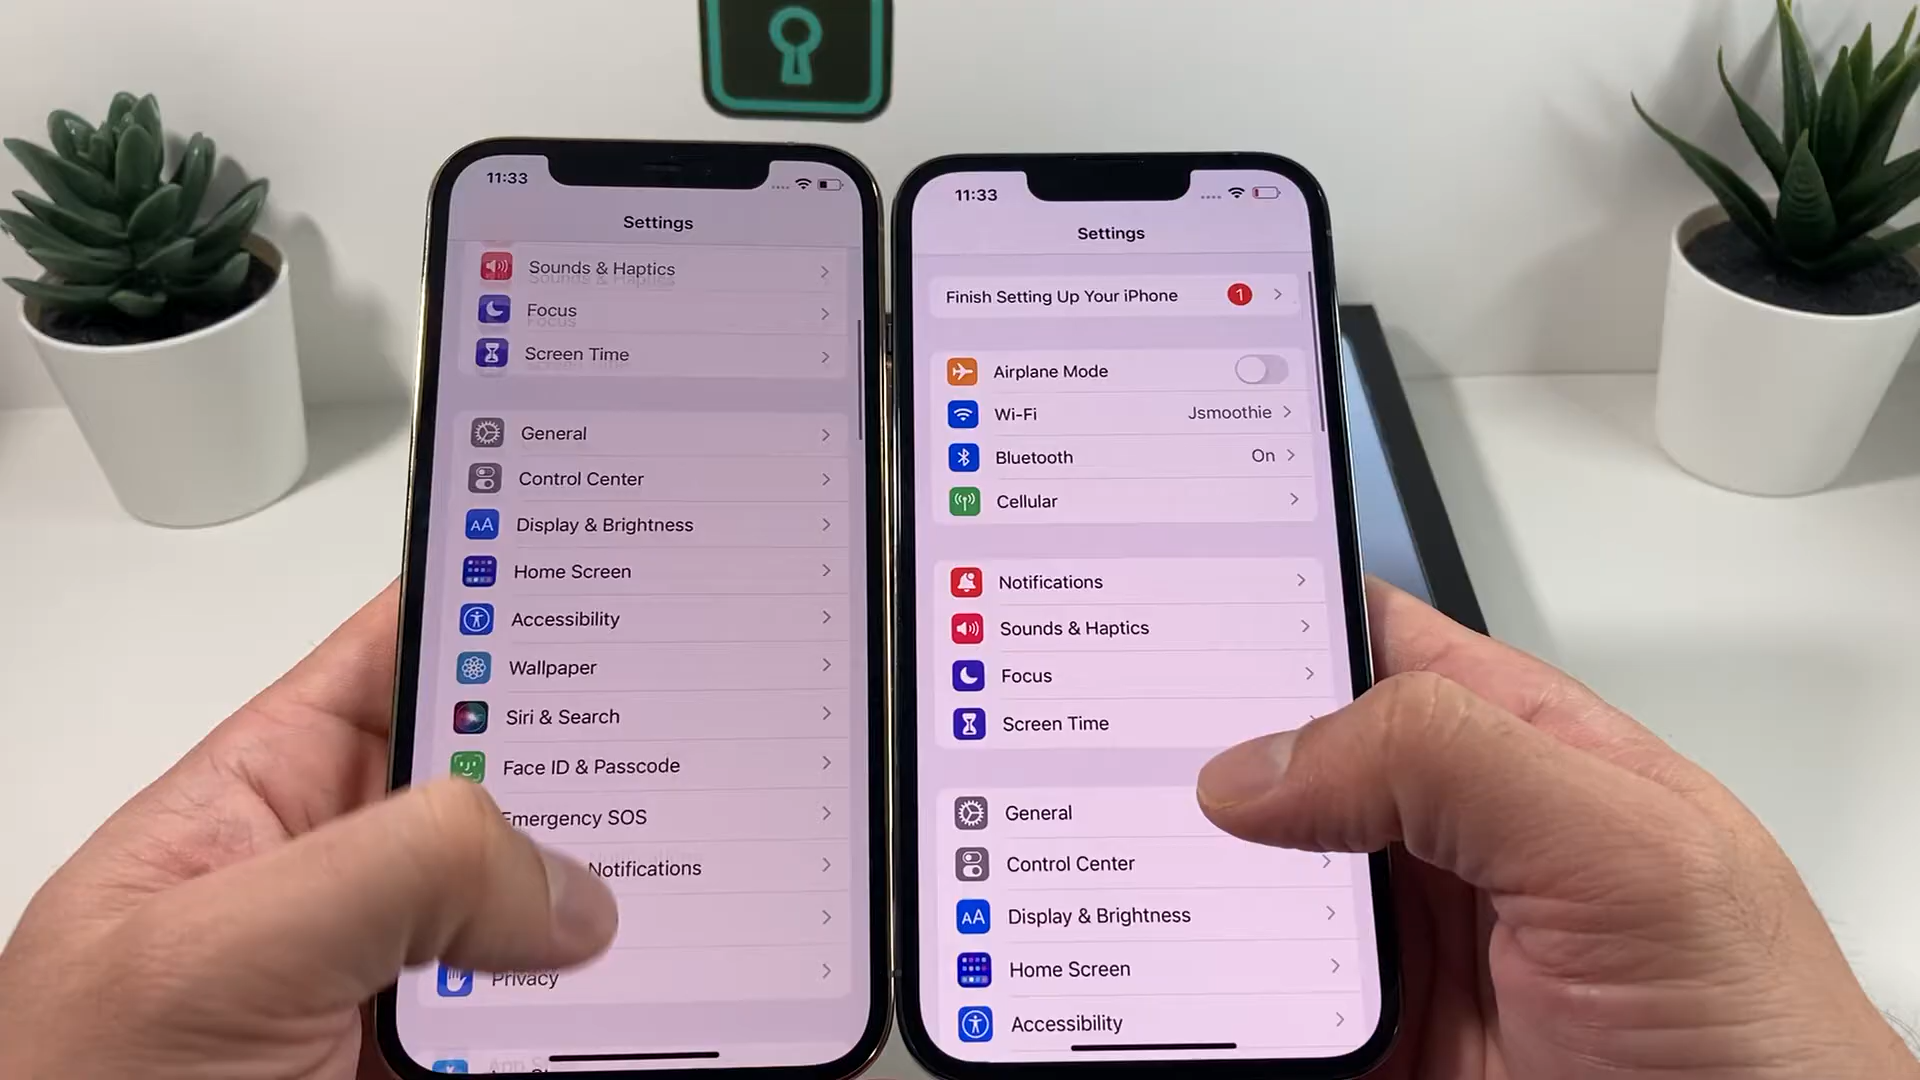 11:33
Settings
Sounds & Haptics
Focus
Screen Time
General
Control Center
AA Display & Brightness
Home Screen
Accessibility
Wallpaper
Siri & Search
Face ID & Passcode
Emergency SOS
Notifications
Privacy
11:33
Settings
Finish Setting Up Your iPhone 1
Airplane Mode
Wi-Fi Jsmoothie
Bluetooth On
Cellular
Notifications
Sounds & Haptics
Focus
Screen Time
General
Control Center
AA Display & Brightness
Home Screen
Accessibility